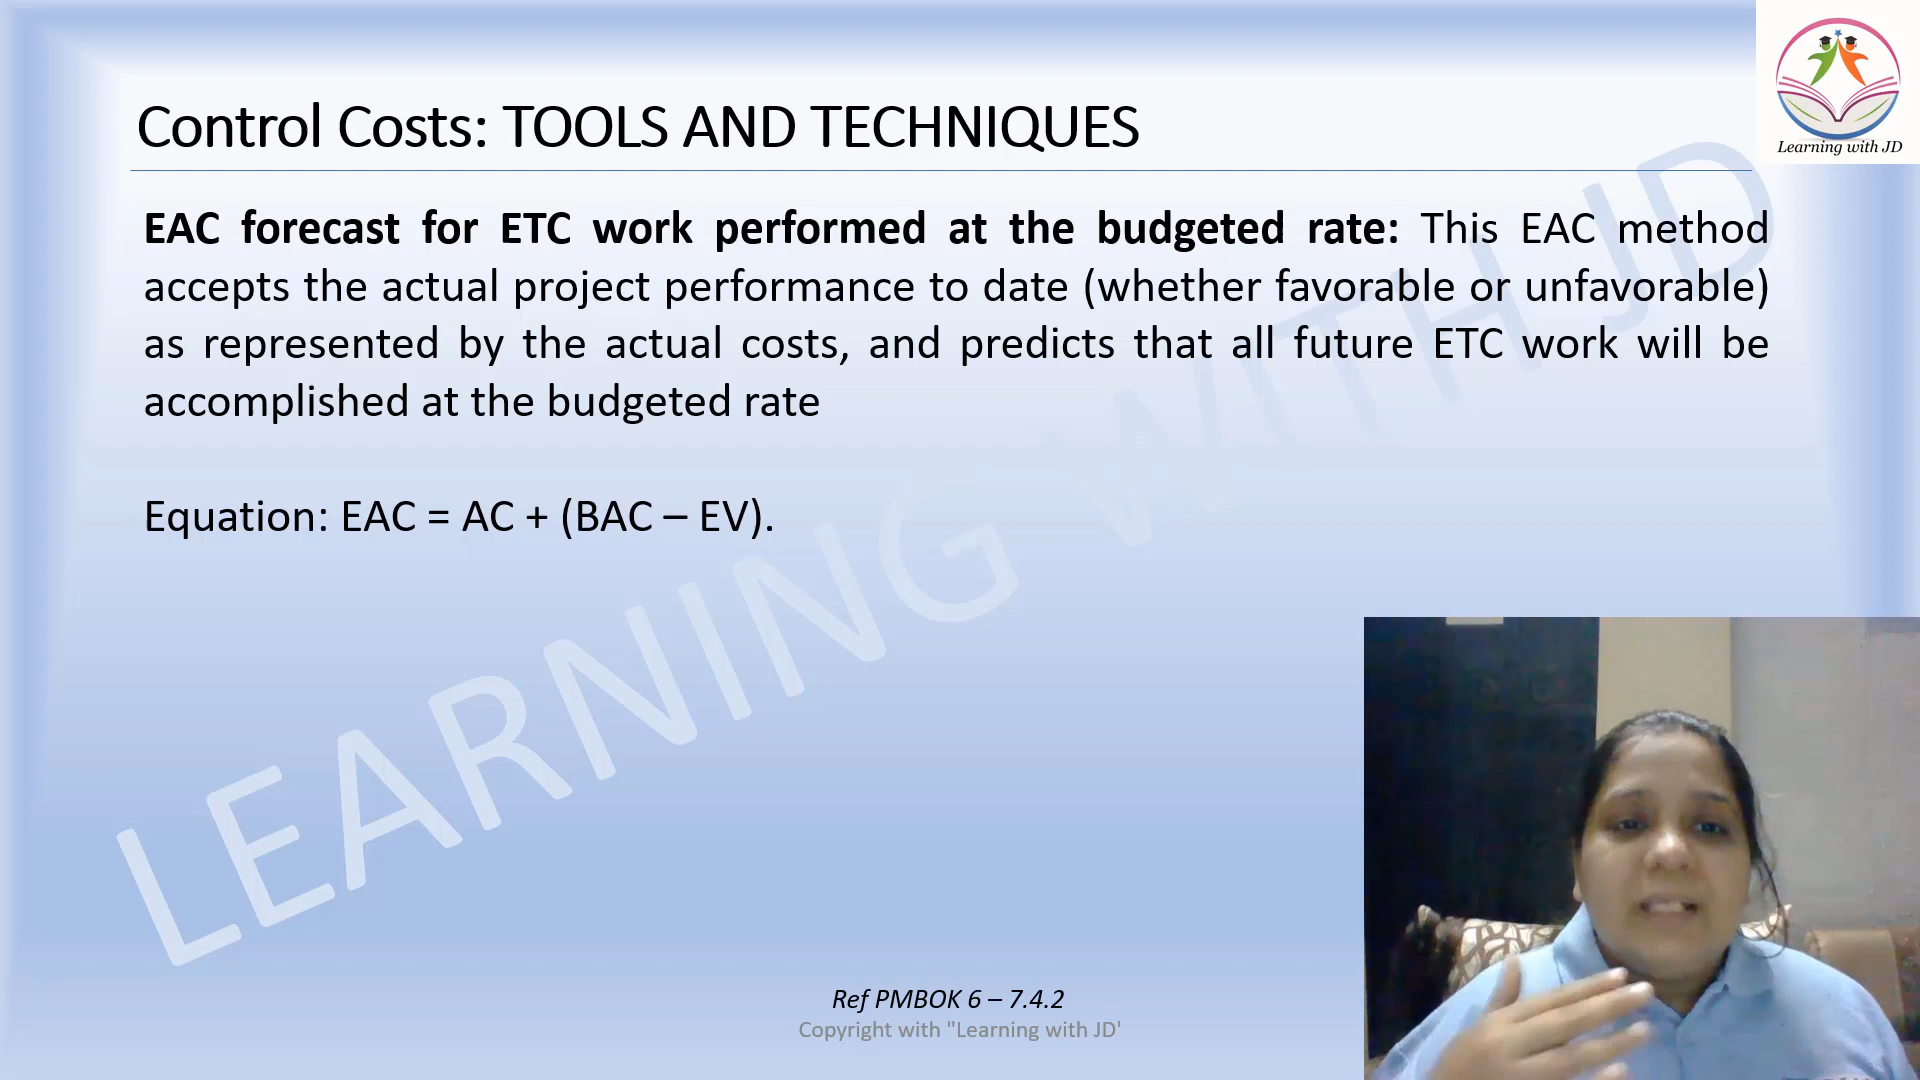 Learning with JD
Control Costs: TOOLS AND TECHNIQUES
EAC forecast for ETC work performed at the budgeted rate: This EAC method
accepts the actual project performance to date (whether favorable or unfavorable)
as represented by the actual costs, and predicts that all future ETC work will be
accomplished at the budgeted rate
Equation: EAC = AC + (BAC – EV).
LEARNING WITH JD
Ref PMBOK 6 – 7.4.2
Copyright with "Learning with JD'